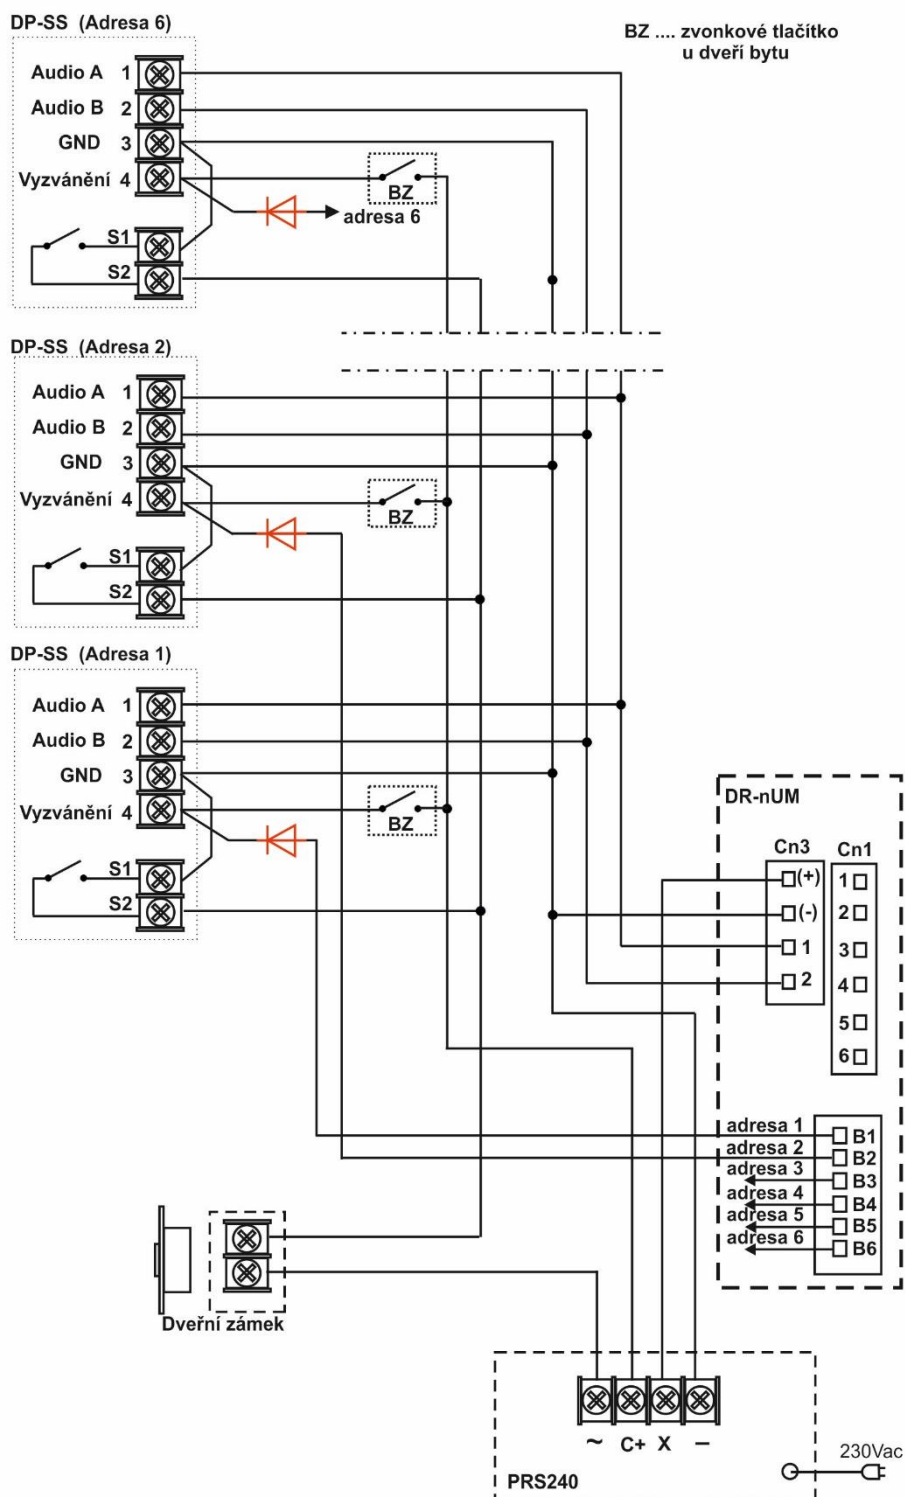 DP-SS (Adresa 6)
BZ .... zvonkové tlačítko
u dveří bytu
Audio A 1
Audio B 2
GND 3
Vyzvánění 4
BZ
adresa 6
S1
S2
DP-SS (Adresa 2)
Audio A 1
Audio B 2
GND 3
Vyzvánění 4
BZ
S1
S2
DP-SS (Adresa 1)
Audio A 1
Audio B 2
GND 3
Vyzvánění 4
BZ
S1
S2
DR-nUM
Cn3 Cn1
(+)
(-)
1
2
1
2
3
4
5
6
adresa 1 B1
adresa 2 B2
adresa 3 B3
adresa 4 B4
adresa 5 B5
adresa 6 B6
Dveřní zámek
~ C+ X –
230Vac
PRS240